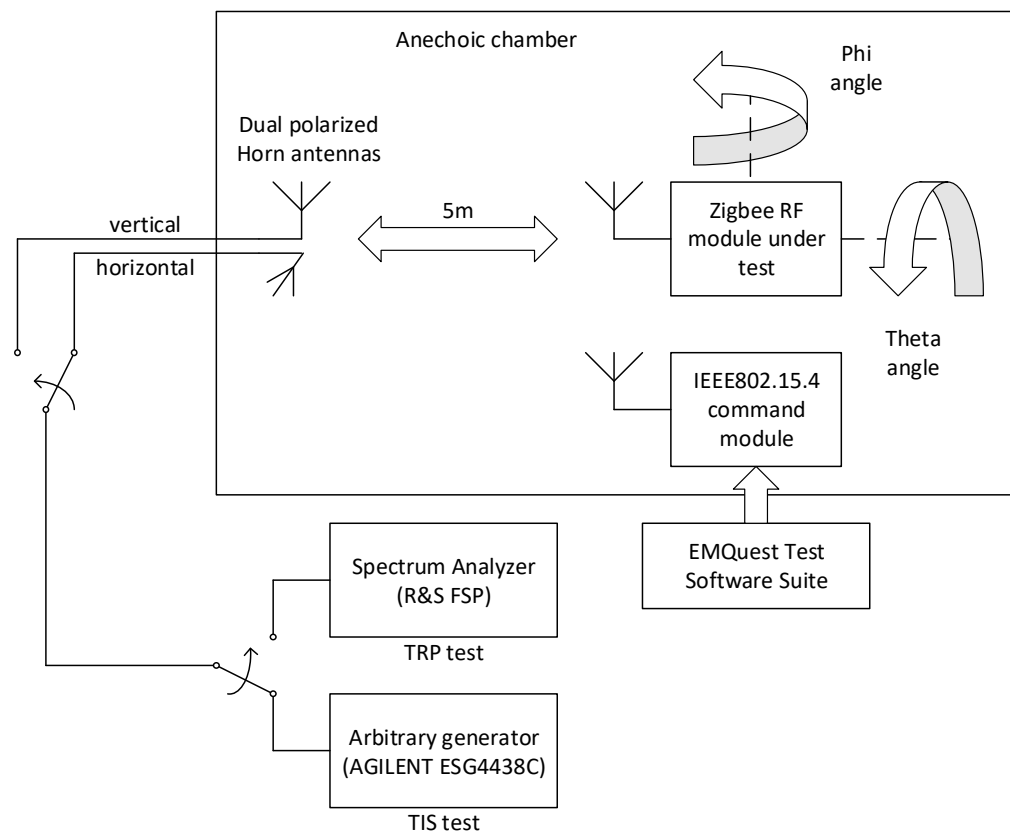 Anechoic chamber
Phi
angle
Dual polarized
Horn antennas
vertical
horizontal
5m
Zigbee RF
module under
test
Theta
angle
IEEE802.15.4
command
module
EMQuest Test
Software Suite
Spectrum Analyzer
(R&S FSP)
TRP test
Arbitrary generator
(AGILENT ESG4438C)
TIS test